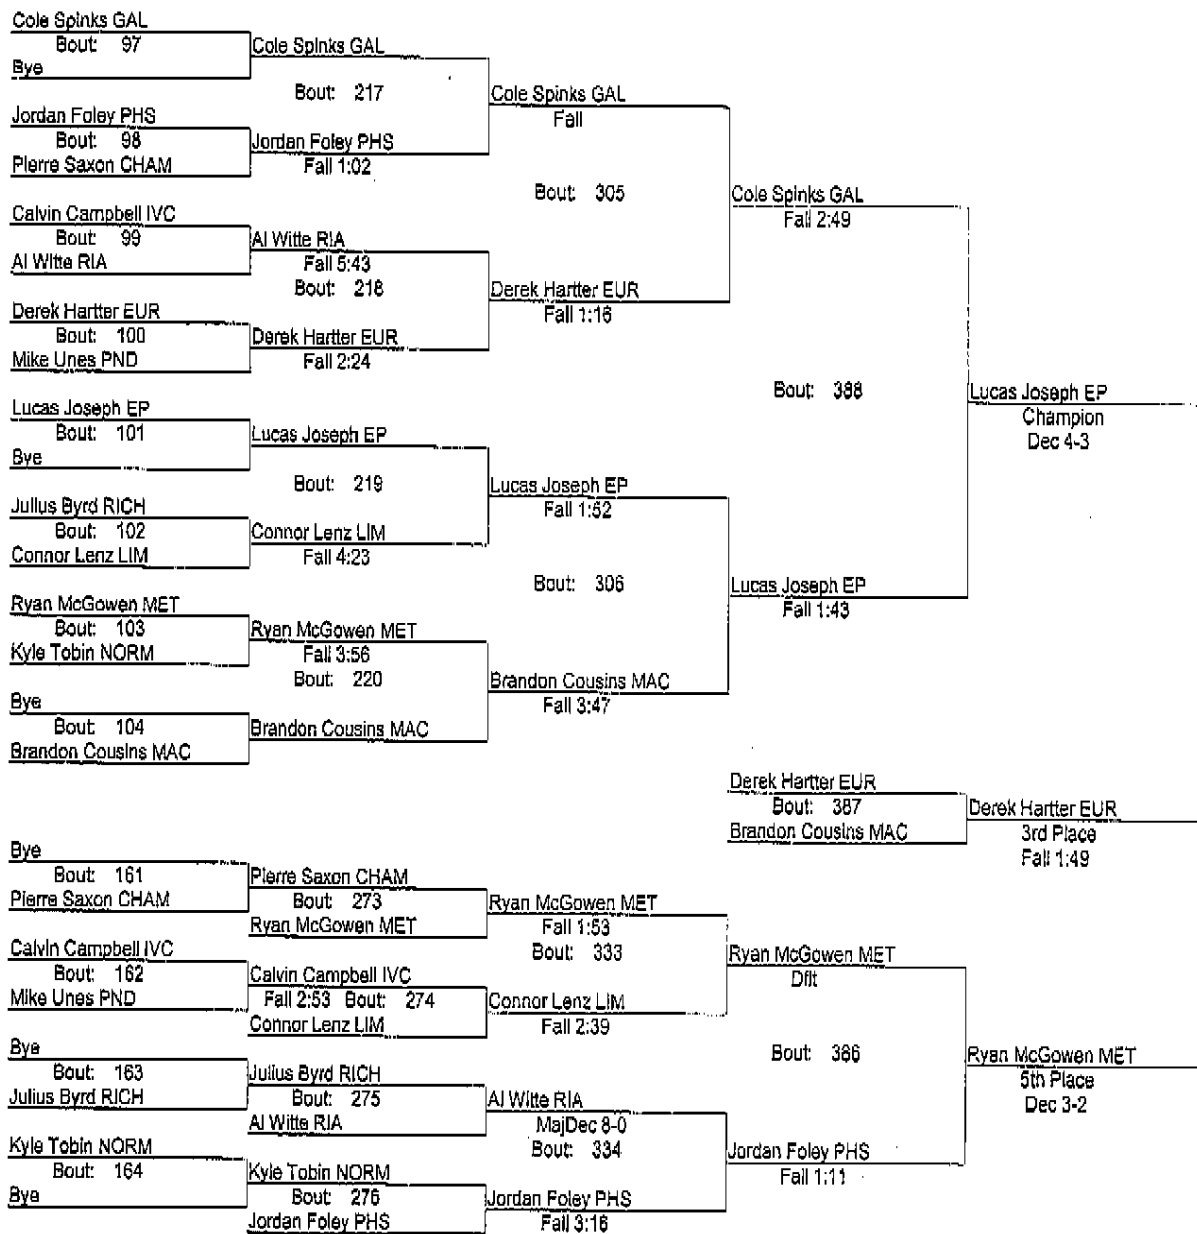 Cole Spinks GAL
Bout: 97
Bye
Cole Spinks GAL
Bout: 217
Jordan Foley PHS
Bout: 98
Pierre Saxon CHAM
Jordan Foley PHS
Fall 1:02
Cole Spinks GAL
Fall
Bout: 305
Calvin Campbell IVC
Bout: 99
Al Witte RIA
Al Witte RIA
Fall 5:43
Bout: 218
Derek Hartter EUR
Bout: 100
Mike Unes PND
Derek Hartter EUR
Fall 2:24
Derek Hartter EUR
Fall 1:16
Cole Spinks GAL
Fall 2:49
Bout: 388
Lucas Joseph EP
Champion
Dec 4-3
Lucas Joseph EP
Bout: 101
Bye
Lucas Joseph EP
Bout: 219
Julius Byrd RICH
Bout: 102
Connor Lenz LIM
Connor Lenz LIM
Fall 4:23
Lucas Joseph EP
Fall 1:52
Bout: 306
Lucas Joseph EP
Fall 1:43
Ryan McGowen MET
Bout: 103
Kyle Tobin NORM
Ryan McGowen MET
Fall 3:56
Bout: 220
Bye
Bout: 104
Brandon Cousins MAC
Brandon Cousins MAC
Brandon Cousins MAC
Fall 3:47
Derek Hartter EUR
Bout: 387
Brandon Cousins MAC
Derek Hartter EUR
3rd Place
Fall 1:49
Bye
Bout: 161
Pierre Saxon CHAM
Pierre Saxon CHAM
Bout: 273
Ryan McGowen MET
Ryan McGowen MET
Fall 1:53
Bout: 333
Calvin Campbell IVC
Bout: 162
Mike Unes PND
Calvin Campbell IVC
Fall 2:53 Bout: 274
Connor Lenz LIM
Connor Lenz LIM
Fall 2:39
Ryan McGowen MET
Dflt
Bout: 386
Ryan McGowen MET
5th Place
Dec 3-2
Bye
Bout: 163
Julius Byrd RICH
Julius Byrd RICH
Bout: 275
Al Witte RIA
Al Witte RIA
MajDec 8-0
Bout: 334
Kyle Tobin NORM
Bout: 164
Bye
Kyle Tobin NORM
Bout: 276
Jordan Foley PHS
Jordan Foley PHS
Fall 3:16
Jordan Foley PHS
Fall 1:11